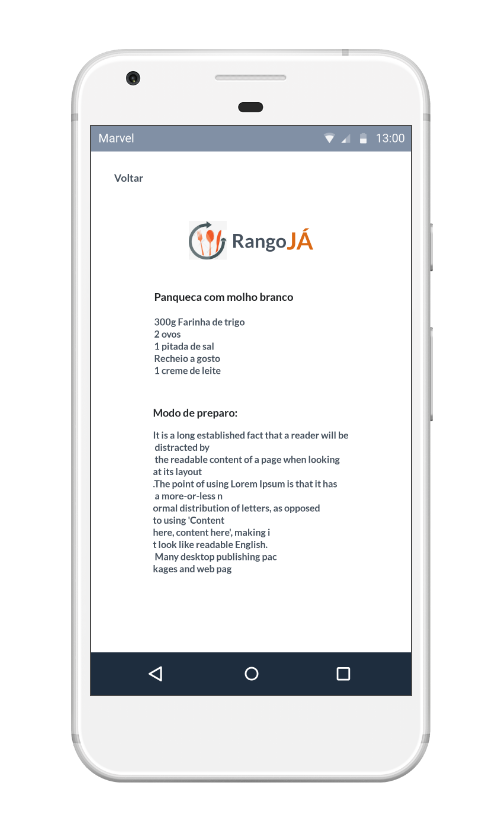 Marvel 13:00
Voltar
RangoJÁ
Panqueca com molho branco
300g Farinha de trigo
2 ovos
1 pitada de sal
Recheio a gosto
1 creme de leite
Modo de preparo:
It is a long established fact that a reader will be
distracted by
the readable content of a page when looking
at its layout
.The point of using Lorem Ipsum is that it has
a more-or-less n
ormal distribution of letters, as opposed
to using 'Content
here, content here', making i
t look like readable English.
Many desktop publishing pac
kages and web pag